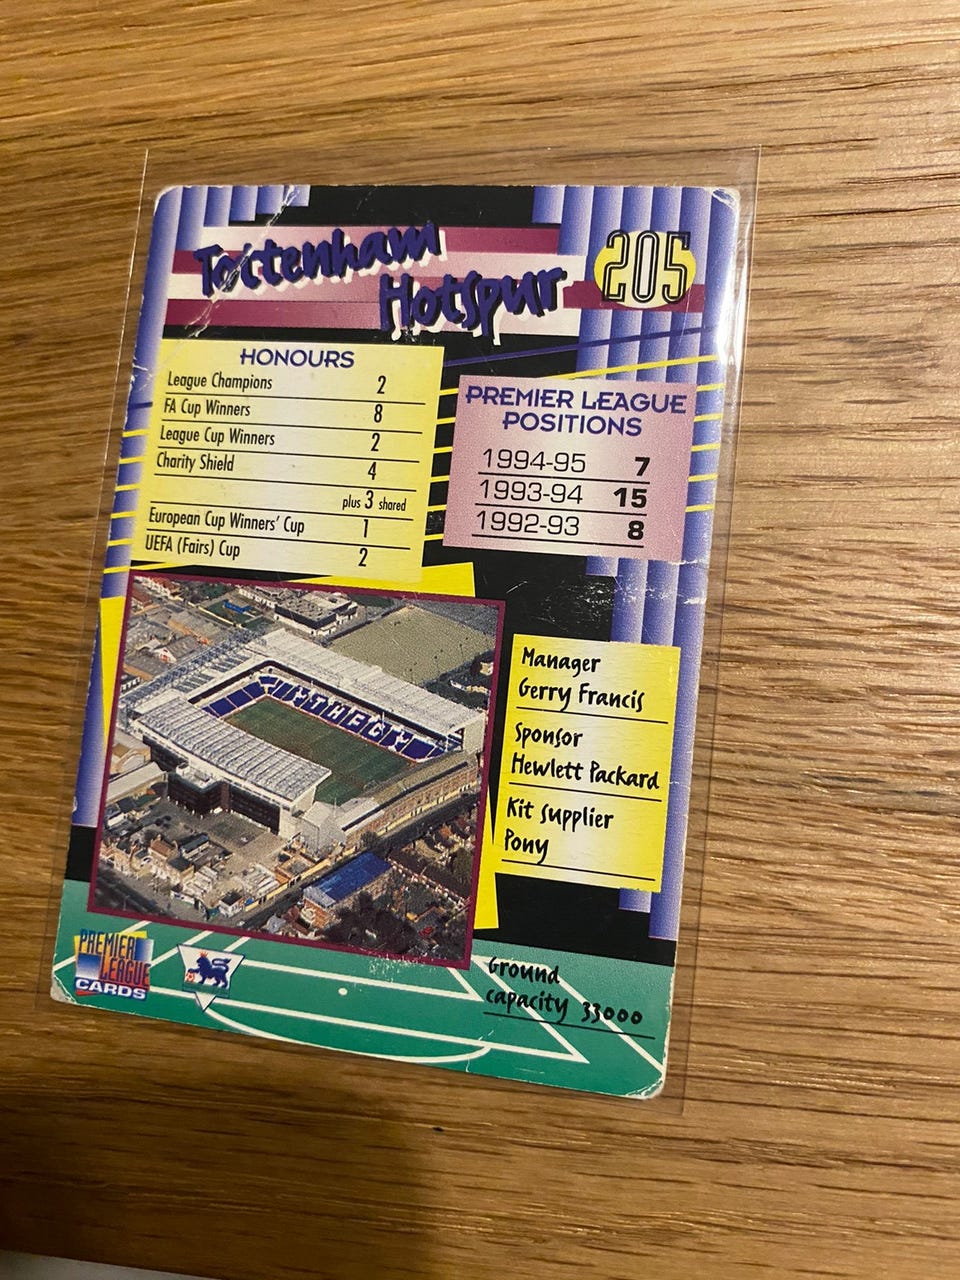 Tottenham
Hotspur
205
HONOURS
League Champions 2
FA Cup Winners 8
League Cup Winners 2
Charity Shield 4
plus 3 shared
European Cup Winners' Cup 1
UEFA (Fairs) Cup 2
PREMIER LEAGUE
POSITIONS
1994-95 7
1993-94 15
1992-93 8
Manager
Gerry Francis
Sponsor
Hewlett Packard
Kit supplier
Pony
PREMIER
LEAGUE
CARDS
Ground
capacity 33000